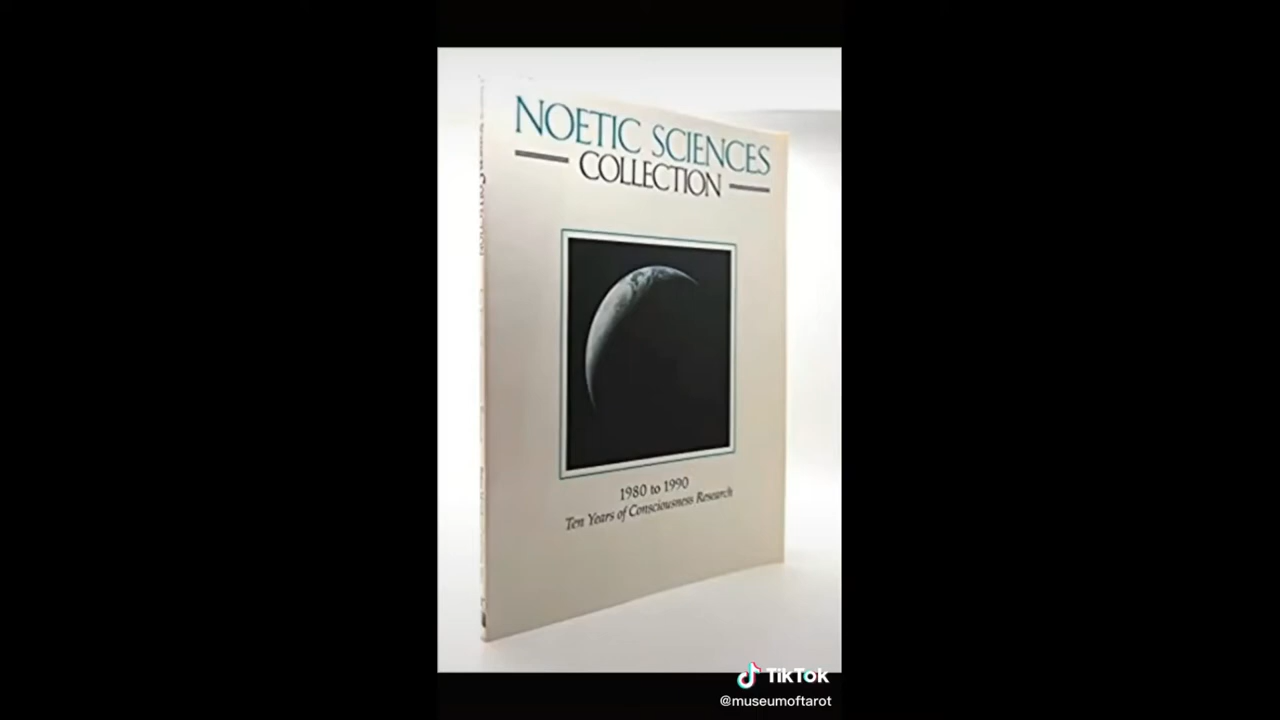 NOETIC SCIENCES
COLLECTION
1980 to 1990
Ten Years of Consciousness Research
TikTok
@museumoftarot